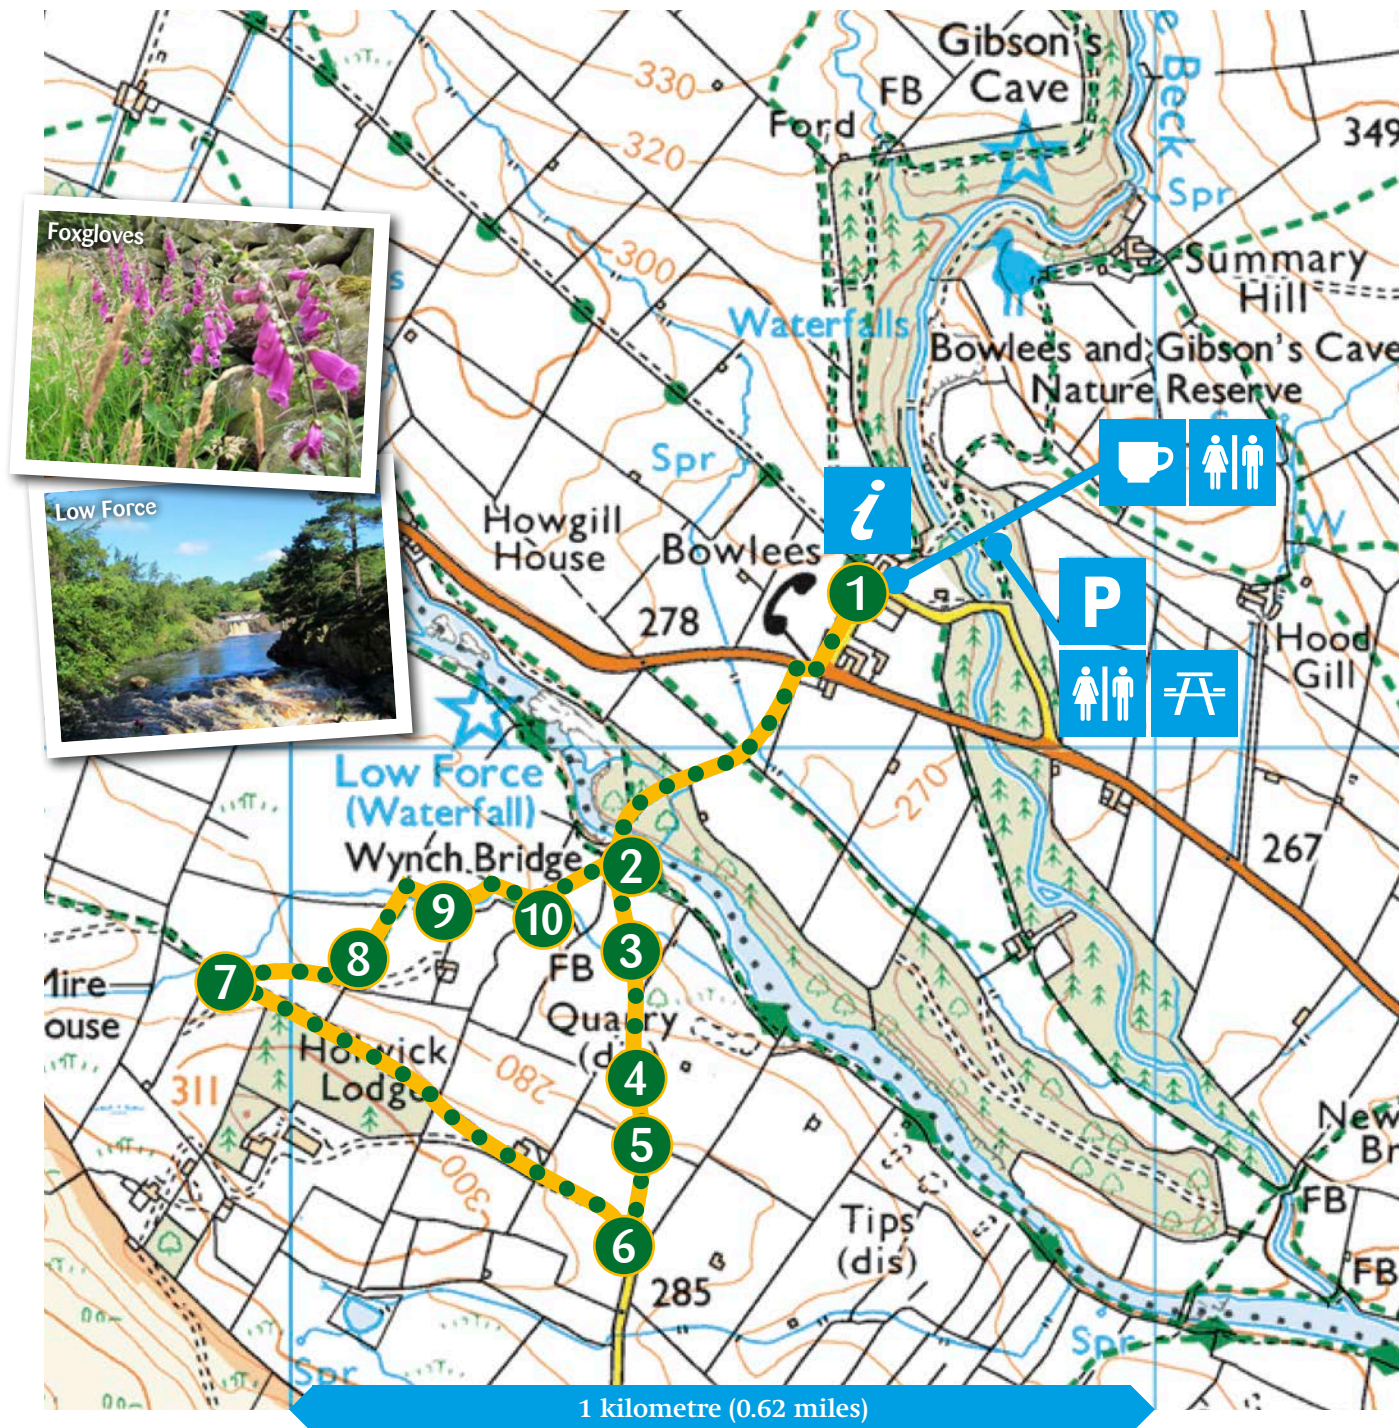 Gibson's
Cave
330
FB
Ford
e Beck
349
320
Spr
Foxgloves
300
Summary
Hill
s
Waterfalls
Bowlees and Gibson's Cave
Nature Reserve
Spr
i
W
Low Force
Howgill
House
Bowlees
1
P
278
Hood
Gill
Low Force
(Waterfall)
270
267
Wynch Bridge
2
9
10
8
3
FB
7
Mire
ouse
Quarry
(dis)
Holwick
Lodge
280
311
4
5
New
Br
300
FB
6
Tips
(dis)
285
FB
Spr
Spr
1 kilometre (0.62 miles)